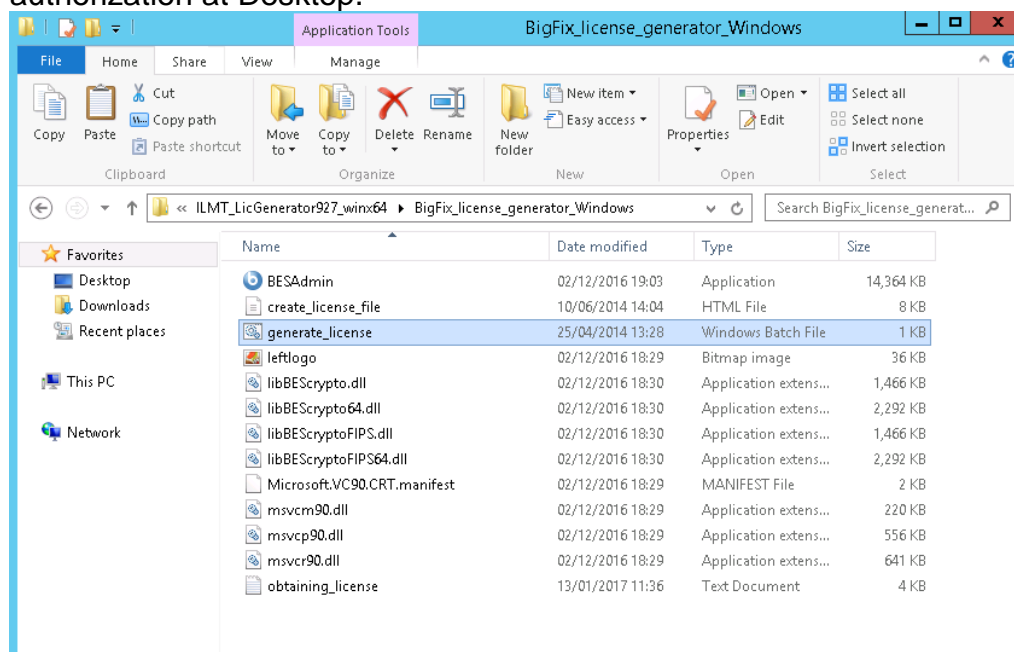 authorization at Desktop.
Application Tools BigFix_license_generator_Windows
File Home Share View Manage
Copy Paste Cut Copy path Paste shortcut Move to Copy to Delete Rename New folder New item Easy access Properties Open Edit Select all Select none Invert selection
Clipboard Organize New Open Select
« ILMT_LicGenerator927_winx64 BigFix_license_generator_Windows Search BigFix_license_generat...
Favorites
Desktop
Downloads
Recent places
This PC
Network
Name Date modified Type Size
BESAdmin 02/12/2016 19:03 Application 14,364 KB
create_license_file 10/06/2014 14:04 HTML File 8 KB
generate_license 25/04/2014 13:28 Windows Batch File 1 KB
leftlogo 02/12/2016 18:29 Bitmap image 36 KB
libBEScrypto.dll 02/12/2016 18:30 Application extens... 1,466 KB
libBEScrypto64.dll 02/12/2016 18:30 Application extens... 2,292 KB
libBEScryptoFIPS.dll 02/12/2016 18:30 Application extens... 1,466 KB
libBEScryptoFIPS64.dll 02/12/2016 18:30 Application extens... 2,292 KB
Microsoft.VC90.CRT.manifest 02/12/2016 18:29 MANIFEST File 2 KB
msvcm90.dll 02/12/2016 18:29 Application extens... 220 KB
msvcp90.dll 02/12/2016 18:29 Application extens... 556 KB
msvcr90.dll 02/12/2016 18:29 Application extens... 641 KB
obtaining_license 13/01/2017 11:36 Text Document 4 KB